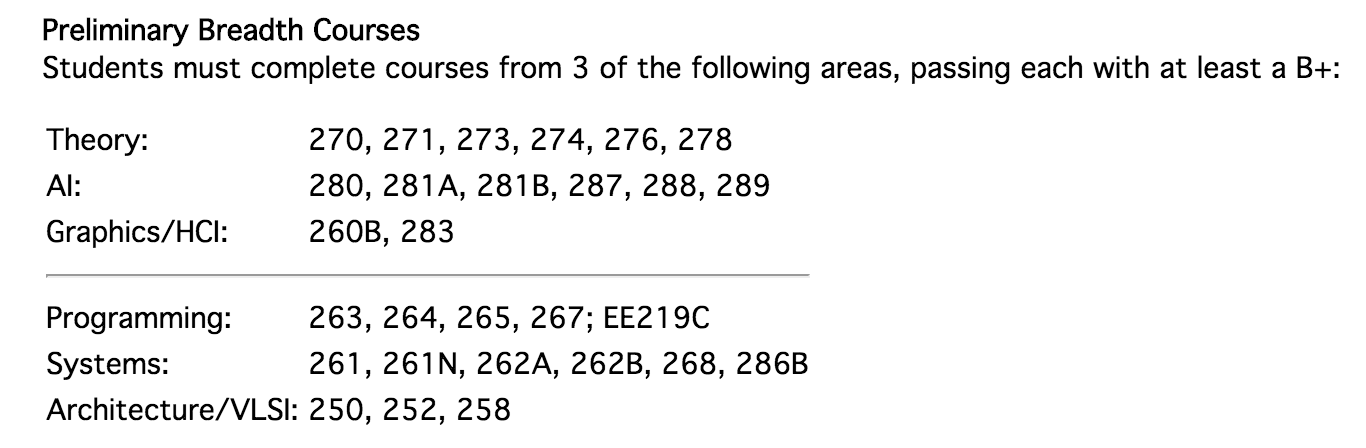 Preliminary Breadth Courses
Students must complete courses from 3 of the following areas, passing each with at least a B+:
Theory: 270, 271, 273, 274, 276, 278
AI: 280, 281A, 281B, 287, 288, 289
Graphics/HCI: 260B, 283
Programming: 263, 264, 265, 267; EE219C
Systems: 261, 261N, 262A, 262B, 268, 286B
Architecture/VLSI: 250, 252, 258